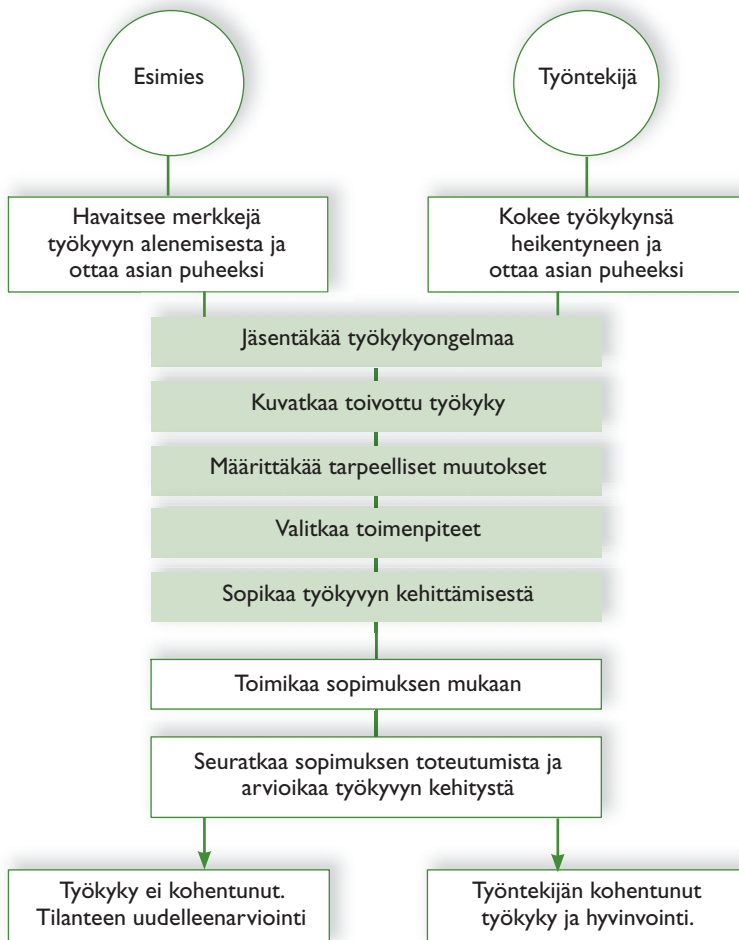 Esimies
Työntekijä
Havaitsee merkkejä
työkyvyn alenemisesta ja
ottaa asian puheeksi
Kokee työkykynsä
heikentyneen ja
ottaa asian puheeksi
Jäsentäkää työkykyongelmaa
Kuvatkaa toivottu työkyky
Määrittäkää tarpeelliset muutokset
Valitkaa toimenpiteet
Sopikaa työkyvyn kehittämisestä
Toimikaa sopimuksen mukaan
Seuratkaa sopimuksen toteutumista ja
arvioikaa työkyvyn kehitystä
Työkyky ei kohentunut.
Tilanteen uudelleenarviointi
Työntekijän kohentunut
työkyky ja hyvinvointi.